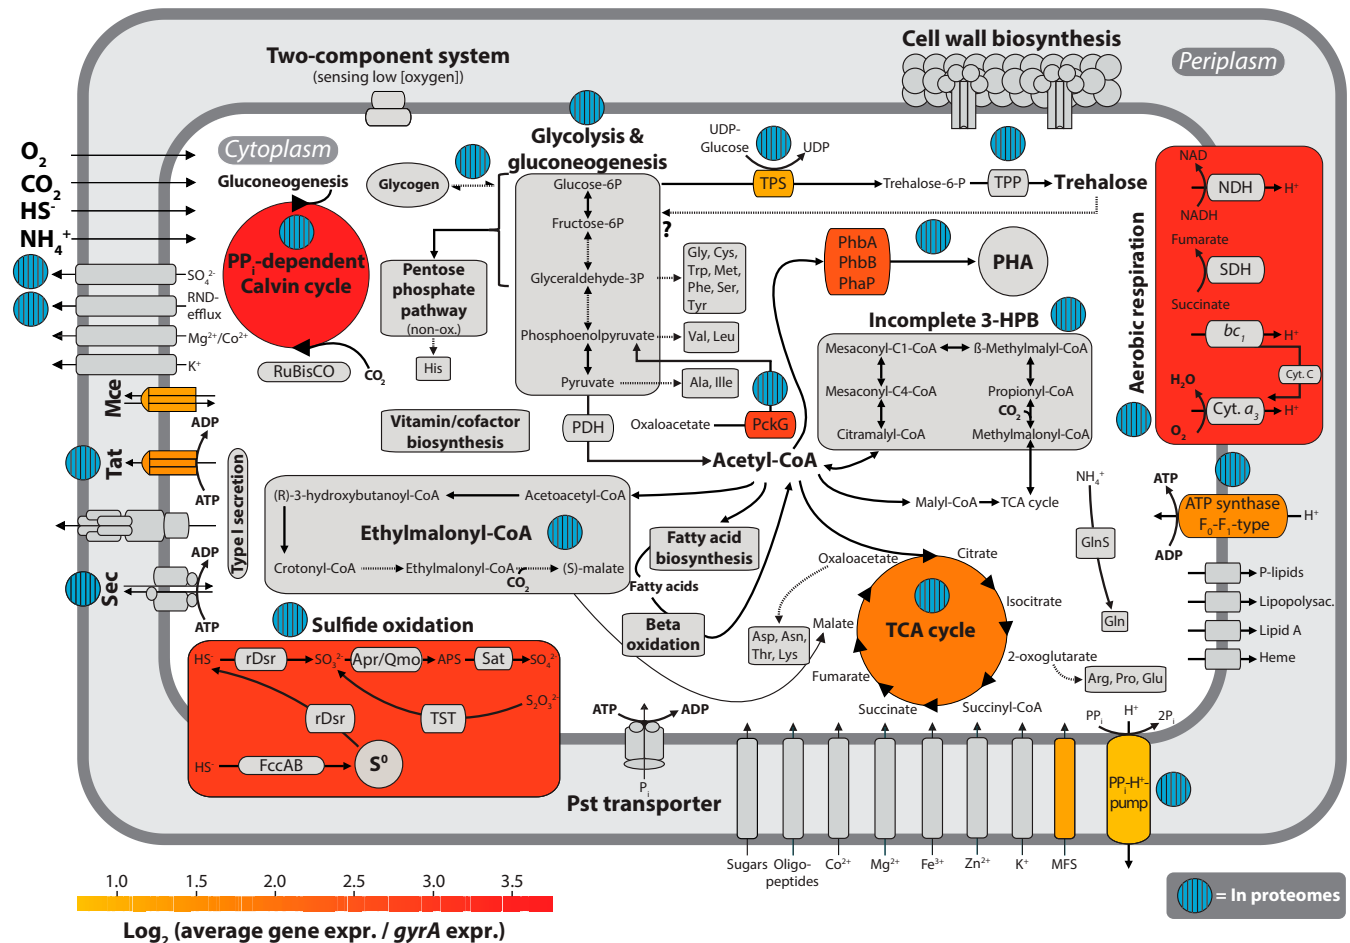 Two-component system
(sensing low [oxygen])
Cell wall biosynthesis
Periplasm
O2
CO2
HS-
NH4+
Cytoplasm
Gluconeogenesis
PPi-dependent
Calvin cycle
RuBisCO
CO2
SO42-
RND-
efflux
Mg2+/Co2+
K+
Mce
Tat
Sec
ADP
ATP
ADP
ATP
Type I secretion
Glycogen
Glycolysis &
gluconeogenesis
Glucose-6P
Fructose-6P
Glyceraldehyde-3P
Phosphoenolpyruvate
Pyruvate
Pentose
phosphate
pathway
(non-ox.)
His
Vitamin/cofactor
biosynthesis
PDH
UDP-
Glucose
UDP
TPS
Trehalose-6-P
TPP
Trehalose
?
Gly, Cys,
Trp, Met,
Phe, Ser,
Tyr
Val, Leu
Ala, Ille
Oxaloacetate
PckG
PhbA
PhbB
PhaP
PHA
Incomplete 3-HPB
Mesaconyl-C1-CoA
ß-Methylmalyl-CoA
Mesaconyl-C4-CoA
Propionyl-CoA
CO2
Citramalyl-CoA
Methylmalonyl-CoA
Acetyl-CoA
Malyl-CoA
TCA cycle
Aerobic respiration
NAD
NDH
H+
NADH
Fumarate
SDH
Succinate
bc1
H+
Cyt. C
H2O
Cyt. a3
H+
O2
ATP
ATP synthase
F0-F1-type
H+
ADP
NH4+
GlnS
Gln
P-lipids
Lipopolysac.
Lipid A
Heme
(R)-3-hydroxybutanoyl-CoA
Acetoacetyl-CoA
Ethylmalonyl-CoA
Crotonyl-CoA
Ethylmalonyl-CoA
CO2
(S)-malate
Fatty acid
biosynthesis
Fatty acids
Beta
oxidation
Oxaloacetate
Citrate
Isocitrate
TCA cycle
Malate
Asp, Asn,
Thr, Lys
Fumarate
Succinate
Succinyl-CoA
2-oxoglutarate
Arg, Pro, Glu
Sulfide oxidation
HS-
rDsr
SO32-
Apr/Qmo
APS
Sat
SO42-
S2O32-
rDsr
TST
HS-
FccAB
S0
ATP
ADP
Pi
Pst transporter
PPi
H+
2Pi
PPi-H+-
pump
Sugars
Oligo-
peptides
Co2+
Mg2+
Fe3+
Zn2+
K+
MFS
1.0
1.5
2.0
2.5
3.0
3.5
Log2 (average gene expr. / gyrA expr.)
= In proteomes